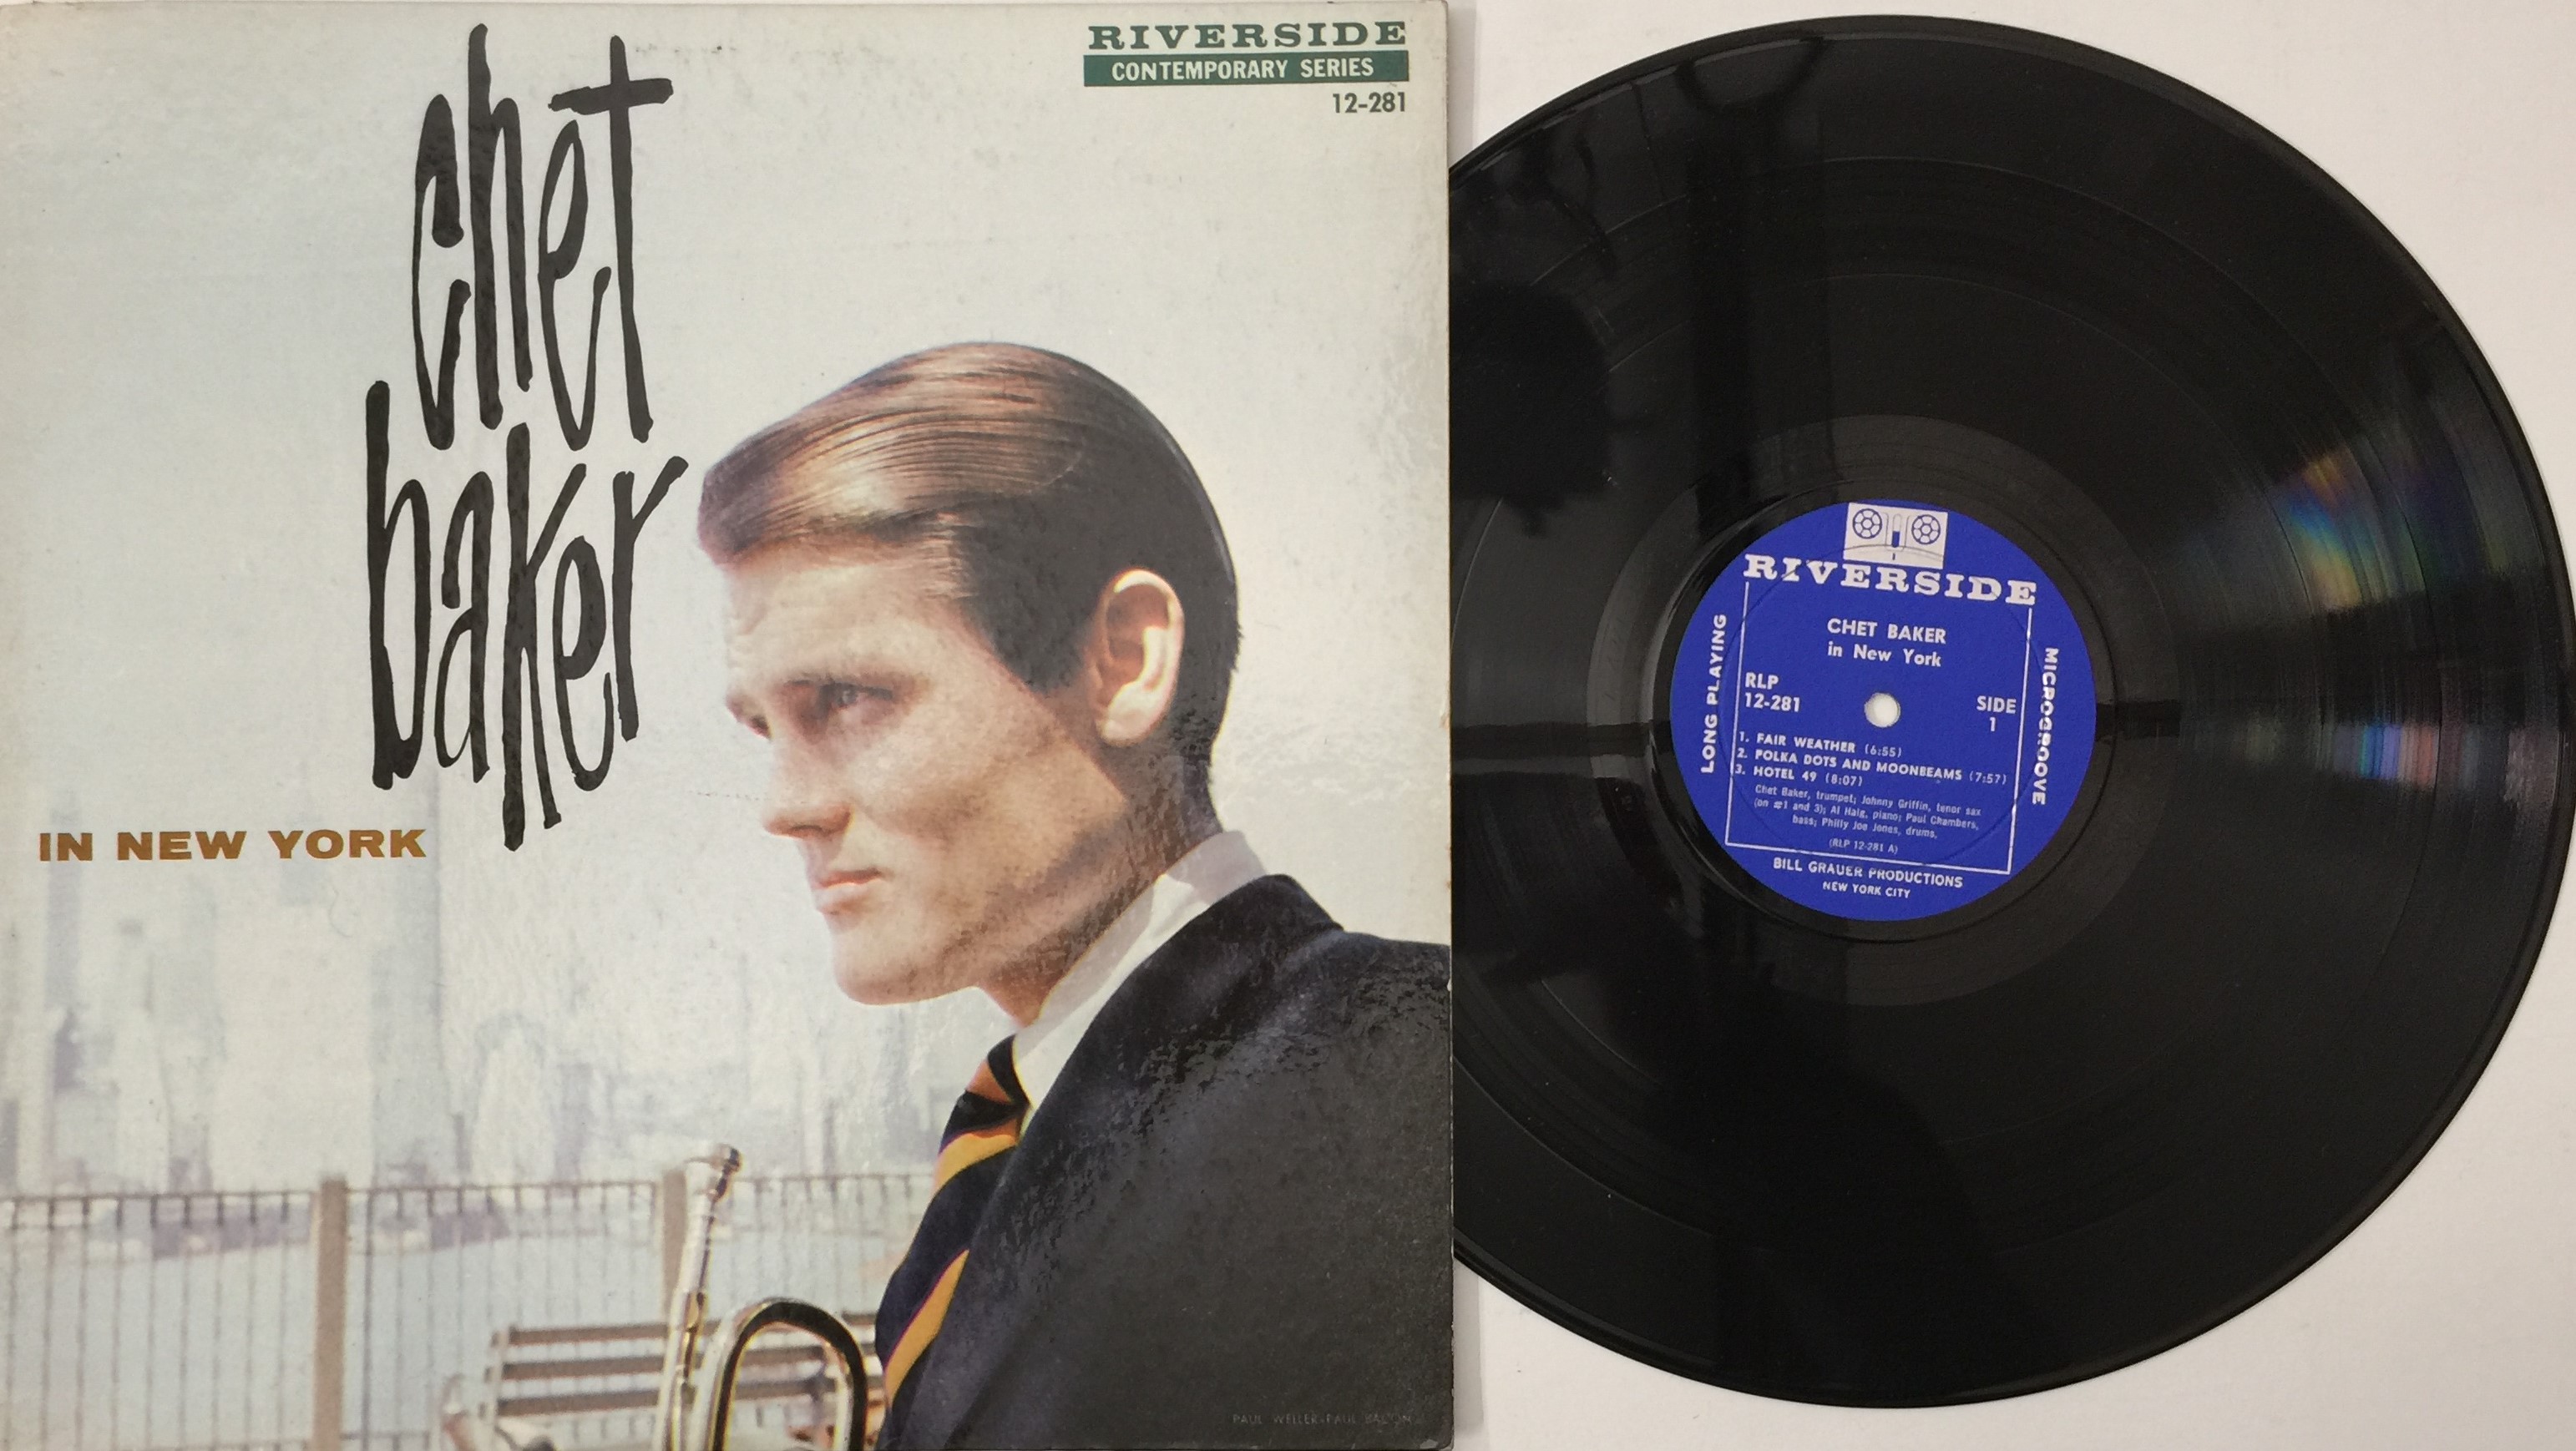 chet
baker
IN NEW YORK
RIVERSIDE
CONTEMPORARY SERIES
12-281
PAUL WELLER-PAUL BACON
RIVERSIDE
LONG PLAYING
MICROGROOVE
CHET BAKER
in New York
RLP
12-281
SIDE
1
1. FAIR WEATHER (6:55)
2. POLKA DOTS AND MOONBEAMS (7:57)
3. HOTEL 49 (8:07)
Chet Baker, trumpet; Johnny Griffin, tenor sax
(on #1 and 3); Al Haig, piano; Paul Chambers,
bass; Philly Joe Jones, drums.
(RLP 12-281 A)
BILL GRAUER PRODUCTIONS
NEW YORK CITY